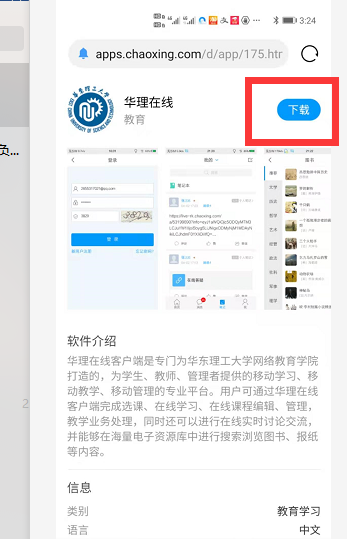 3:24
负...
apps.chaoxing.com/d/app/175.htr
华理在线
教育
下载
登录
我的
图书
笔记本
软件介绍
华理在线客户端是专门为华东理工大学网络教育学院
打造的，为学生、教师、管理者提供的移动学习、移
动教学、移动管理的专业平台。用户可通过华理在线
客户端完成选课、在线学习、在线课程编辑、管理，
教学业务处理，同时还可以进行在线实时讨论交流，
并能够在海量电子资源库中进行搜索浏览图书、报纸
等内容。
2
信息
类别 教育学习
语言 中文